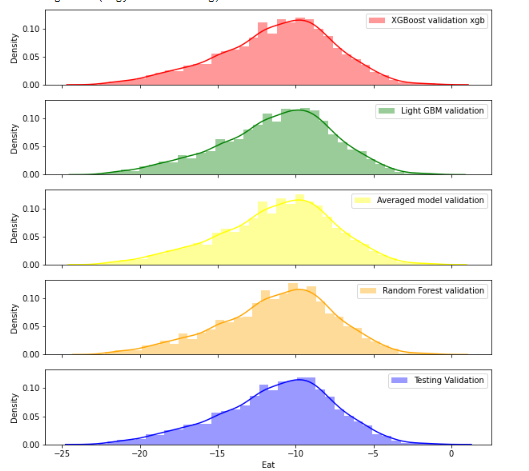 XGBoost validation xgb
Density
0.10
0.05
0.00
Light GBM validation
Density
0.10
0.05
0.00
Averaged model validation
Density
0.10
0.05
0.00
Random Forest validation
Density
0.10
0.05
0.00
Testing Validation
Density
0.10
0.05
0.00
−25 −20 −15 −10 −5 0
Eat